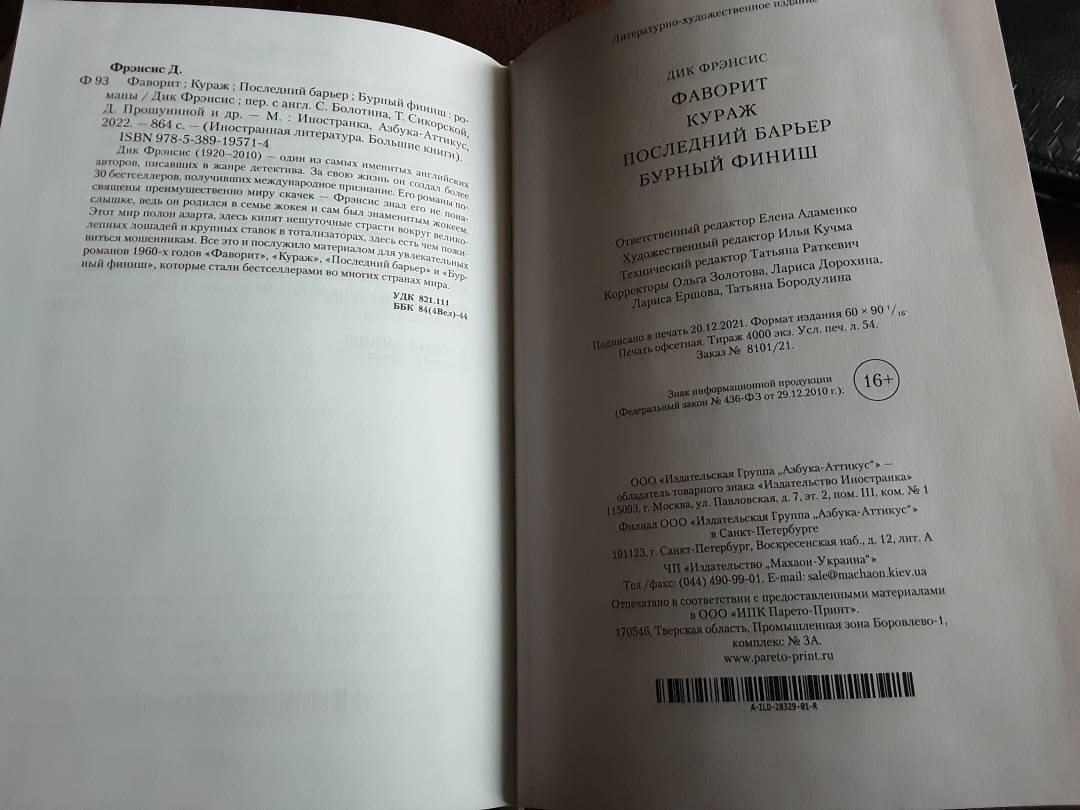 Фрэнсис Д.
Ф 93 Фаворит ; Кураж ; Последний барьер ; Бурный финиш : ро-
маны / Дик Фрэнсис ; пер. с англ. С. Болотина, Т. Сикорской,
Д. Прошуниной и др. — М. : Иностранка, Азбука-Аттикус,
2022. — 864 с. — (Иностранная литература. Большие книги).
ISBN 978-5-389-19571-4
Дик Фрэнсис (1920–2010) — один из самых именитых английских
авторов, писавших в жанре детектива. За свою жизнь он создал более
30 бестселлеров, получивших международное признание. Его романы по-
священы преимущественно миру скачек — Фрэнсис знал его не пона-
слышке, ведь он родился в семье жокея и сам был знаменитым жокеем.
Этот мир полон азарта, здесь кипят нешуточные страсти вокруг велико-
лепных лошадей и крупных ставок в тотализаторах, здесь есть чем пожи-
виться мошенникам. Все это и послужило материалом для увлекательных
романов 1960-х годов «Фаворит», «Кураж», «Последний барьер» и «Бур-
ный финиш», которые стали бестселлерами во многих странах мира.
УДК 821.111
ББК 84(4Вел)-44
Литературно-художественное издание
ДИК ФРЭНСИС
ФАВОРИТ
КУРАЖ
ПОСЛЕДНИЙ БАРЬЕР
БУРНЫЙ ФИНИШ
Ответственный редактор Елена Адаменко
Художественный редактор Илья Кучма
Технический редактор Татьяна Раткевич
Корректоры Ольга Золотова, Лариса Дорохина,
Лариса Ершова, Татьяна Бородулина
Подписано в печать 20.12.2021. Формат издания 60 × 90 1/16.
Печать офсетная. Тираж 4000 экз. Усл. печ. л. 54.
Заказ № 8101/21.
Знак информационной продукции
(Федеральный закон № 436-ФЗ от 29.12.2010 г.):
16+
ООО «Издательская Группа „Азбука-Аттикус“» —
обладатель товарного знака «Издательство Иностранка»
115093, г. Москва, ул. Павловская, д. 7, эт. 2, пом. III, ком. № 1
Филиал ООО «Издательская Группа „Азбука-Аттикус“»
в Санкт-Петербурге
191123, г. Санкт-Петербург, Воскресенская наб., д. 12, лит. А
ЧП «Издательство „Махаон-Украина“»
Тел./факс: (044) 490-99-01. E-mail: sale@machaon.kiev.ua
Отпечатано в соответствии с предоставленными материалами
в ООО «ИПК Парето-Принт».
170546, Тверская область, Промышленная зона Боровлево-1,
комплекс № 3А.
www.pareto-print.ru
A-ILD-28329-01-R